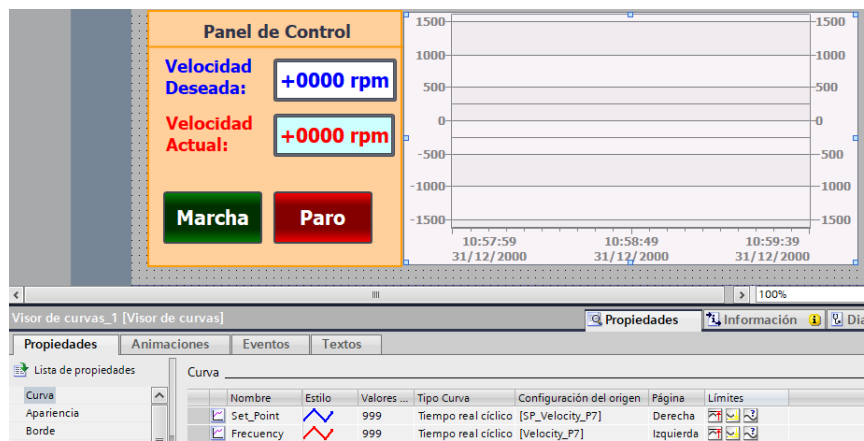 Panel de Control
Velocidad
Deseada:
+0000 rpm
Velocidad
Actual:
+0000 rpm
Marcha
Paro
1500
1000
500
0
-500
-1000
-1500
1500
1000
500
0
-500
-1000
-1500
10:57:59
31/12/2000
10:58:49
31/12/2000
10:59:39
31/12/2000
100%
Visor de curvas_1 [Visor de curvas]
Propiedades
Información
Dia
Propiedades
Animaciones
Eventos
Textos
Lista de propiedades
Curva
Apariencia
Borde
Curva
Nombre Estilo Valores ... Tipo Curva Configuración del origen Página Límites
Set_Point 999 Tiempo real cíclico [SP_Velocity_P7] Derecha
Frecuency 999 Tiempo real cíclico [Velocity_P7] Izquierda